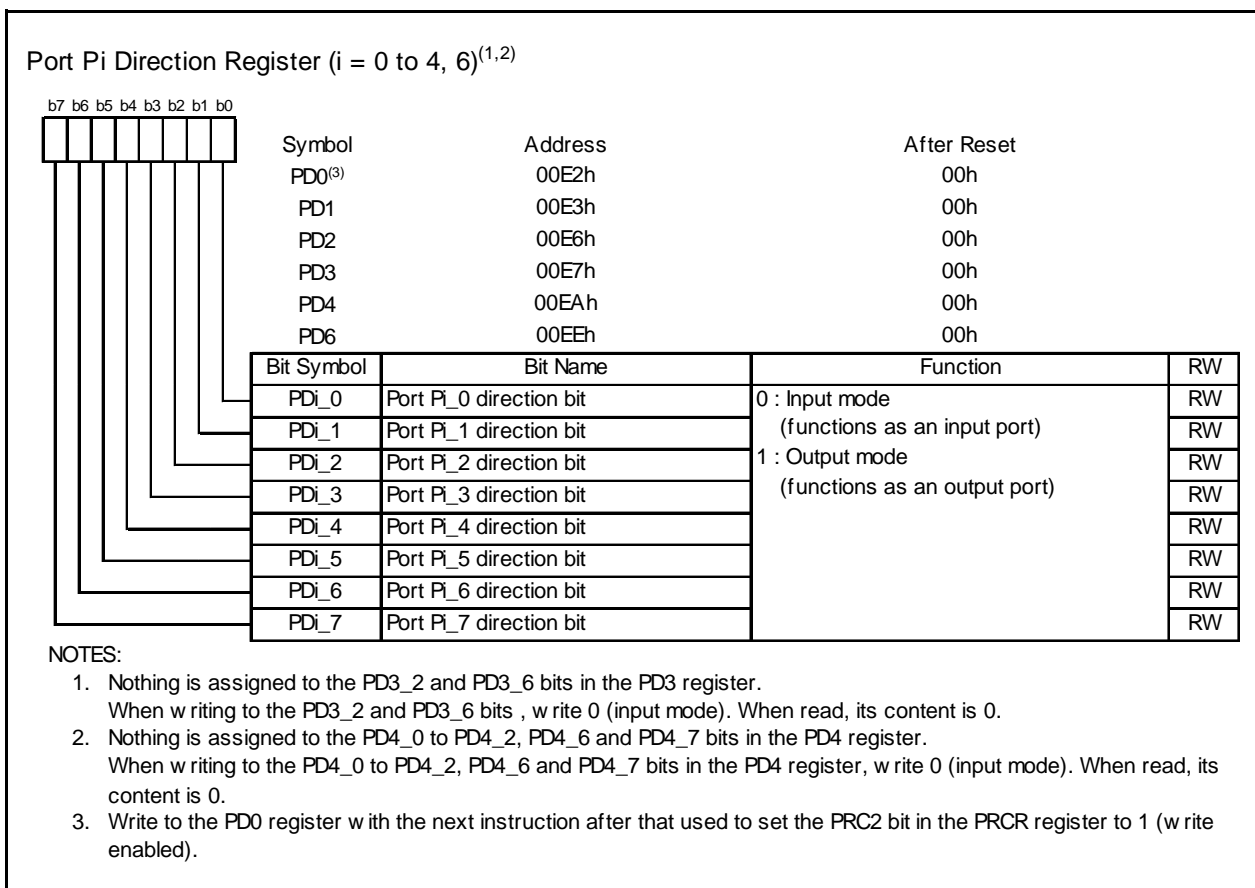 Port Pi Direction Register (i = 0 to 4, 6)(1,2)
b7 b6 b5 b4 b3 b2 b1 b0
Symbol Address After Reset
PD0(3) 00E2h 00h
PD1 00E3h 00h
PD2 00E6h 00h
PD3 00E7h 00h
PD4 00EAh 00h
PD6 00EEh 00h
Bit Symbol Bit Name Function RW
PDi_0 Port Pi_0 direction bit 0 : Input mode RW
PDi_1 Port Pi_1 direction bit (functions as an input port) RW
PDi_2 Port Pi_2 direction bit 1 : Output mode RW
PDi_3 Port Pi_3 direction bit (functions as an output port) RW
PDi_4 Port Pi_4 direction bit RW
PDi_5 Port Pi_5 direction bit RW
PDi_6 Port Pi_6 direction bit RW
PDi_7 Port Pi_7 direction bit RW
NOTES:
1. Nothing is assigned to the PD3_2 and PD3_6 bits in the PD3 register.
When writing to the PD3_2 and PD3_6 bits , write 0 (input mode). When read, its content is 0.
2. Nothing is assigned to the PD4_0 to PD4_2, PD4_6 and PD4_7 bits in the PD4 register.
When writing to the PD4_0 to PD4_2, PD4_6 and PD4_7 bits in the PD4 register, write 0 (input mode). When read, its
content is 0.
3. Write to the PD0 register with the next instruction after that used to set the PRC2 bit in the PRCR register to 1 (write
enabled).